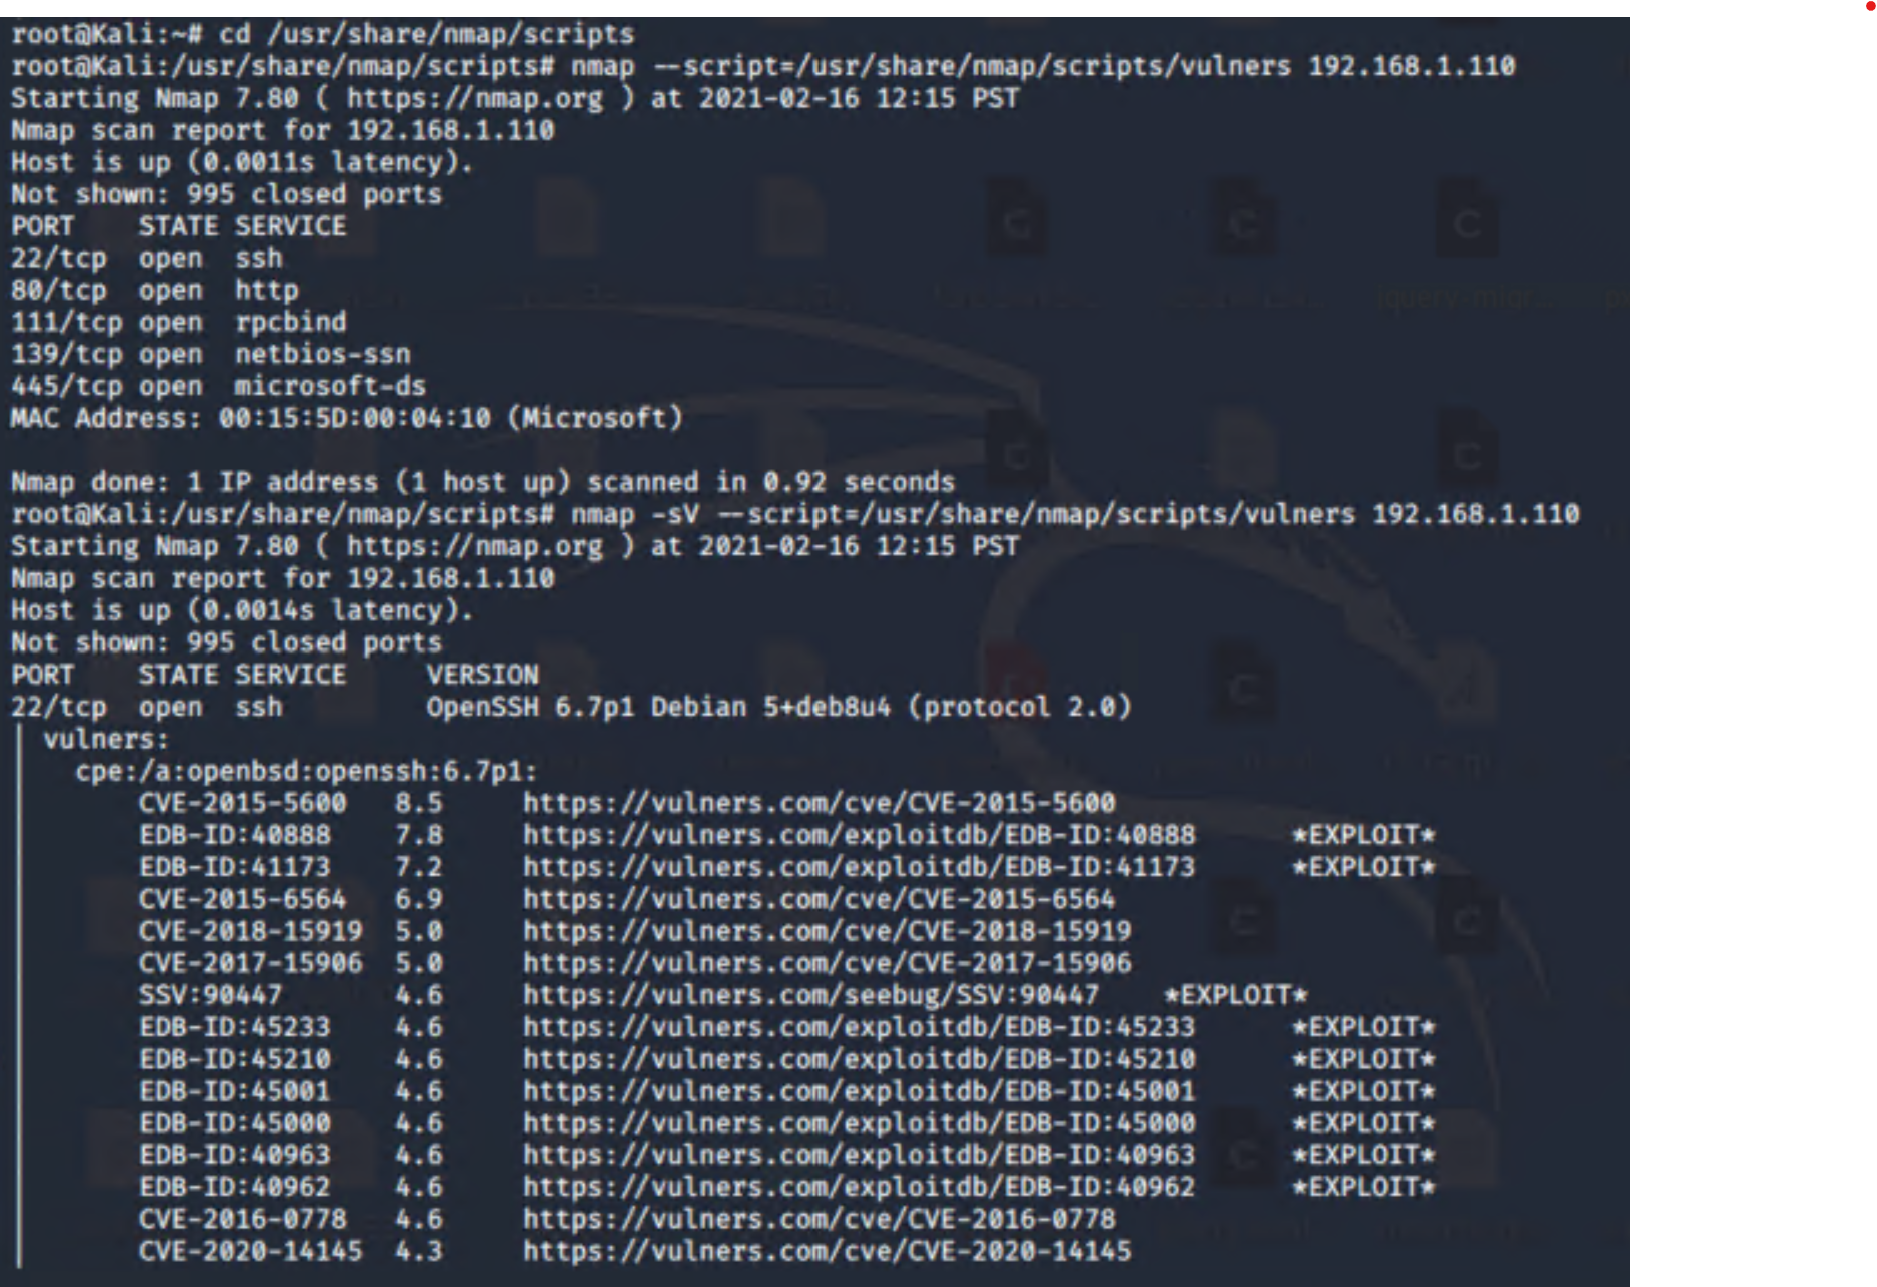 root@Kali:~# cd /usr/share/nmap/scripts
root@Kali:/usr/share/nmap/scripts# nmap --script=/usr/share/nmap/scripts/vulners 192.168.1.110
Starting Nmap 7.80 ( https://nmap.org ) at 2021-02-16 12:15 PST
Nmap scan report for 192.168.1.110
Host is up (0.0011s latency).
Not shown: 995 closed ports
PORT    STATE SERVICE
22/tcp  open  ssh
80/tcp  open  http
111/tcp open  rpcbind
139/tcp open  netbios-ssn
445/tcp open  microsoft-ds
MAC Address: 00:15:5D:00:04:10 (Microsoft)
Nmap done: 1 IP address (1 host up) scanned in 0.92 seconds
root@Kali:/usr/share/nmap/scripts# nmap -sV --script=/usr/share/nmap/scripts/vulners 192.168.1.110
Starting Nmap 7.80 ( https://nmap.org ) at 2021-02-16 12:15 PST
Nmap scan report for 192.168.1.110
Host is up (0.0014s latency).
Not shown: 995 closed ports
PORT    STATE SERVICE     VERSION
22/tcp  open  ssh         OpenSSH 6.7p1 Debian 5+deb8u4 (protocol 2.0)
| vulners:
|   cpe:/a:openbsd:openssh:6.7p1:
|       CVE-2015-5600   8.5     https://vulners.com/cve/CVE-2015-5600
|       EDB-ID:40888    7.8     https://vulners.com/exploitdb/EDB-ID:40888      *EXPLOIT*
|       EDB-ID:41173    7.2     https://vulners.com/exploitdb/EDB-ID:41173      *EXPLOIT*
|       CVE-2015-6564   6.9     https://vulners.com/cve/CVE-2015-6564
|       CVE-2018-15919  5.0     https://vulners.com/cve/CVE-2018-15919
|       CVE-2017-15906  5.0     https://vulners.com/cve/CVE-2017-15906
|       SSV:90447       4.6     https://vulners.com/seebug/SSV:90447    *EXPLOIT*
|       EDB-ID:45233    4.6     https://vulners.com/exploitdb/EDB-ID:45233      *EXPLOIT*
|       EDB-ID:45210    4.6     https://vulners.com/exploitdb/EDB-ID:45210      *EXPLOIT*
|       EDB-ID:45001    4.6     https://vulners.com/exploitdb/EDB-ID:45001      *EXPLOIT*
|       EDB-ID:45000    4.6     https://vulners.com/exploitdb/EDB-ID:45000      *EXPLOIT*
|       EDB-ID:40963    4.6     https://vulners.com/exploitdb/EDB-ID:40963      *EXPLOIT*
|       EDB-ID:40962    4.6     https://vulners.com/exploitdb/EDB-ID:40962      *EXPLOIT*
|       CVE-2016-0778   4.6     https://vulners.com/cve/CVE-2016-0778
|       CVE-2020-14145  4.3     https://vulners.com/cve/CVE-2020-14145